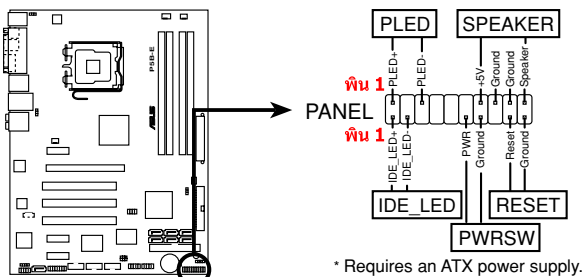 PLED SPEAKER
พิน 1 PLED+ PLED- +5V Ground Ground Speaker
PANEL
พิน 1 IDE_LED+ IDE_LED- PWR Ground Reset Ground
IDE_LED RESET
PWRSW
* Requires an ATX power supply.
P5B-E
ASUS